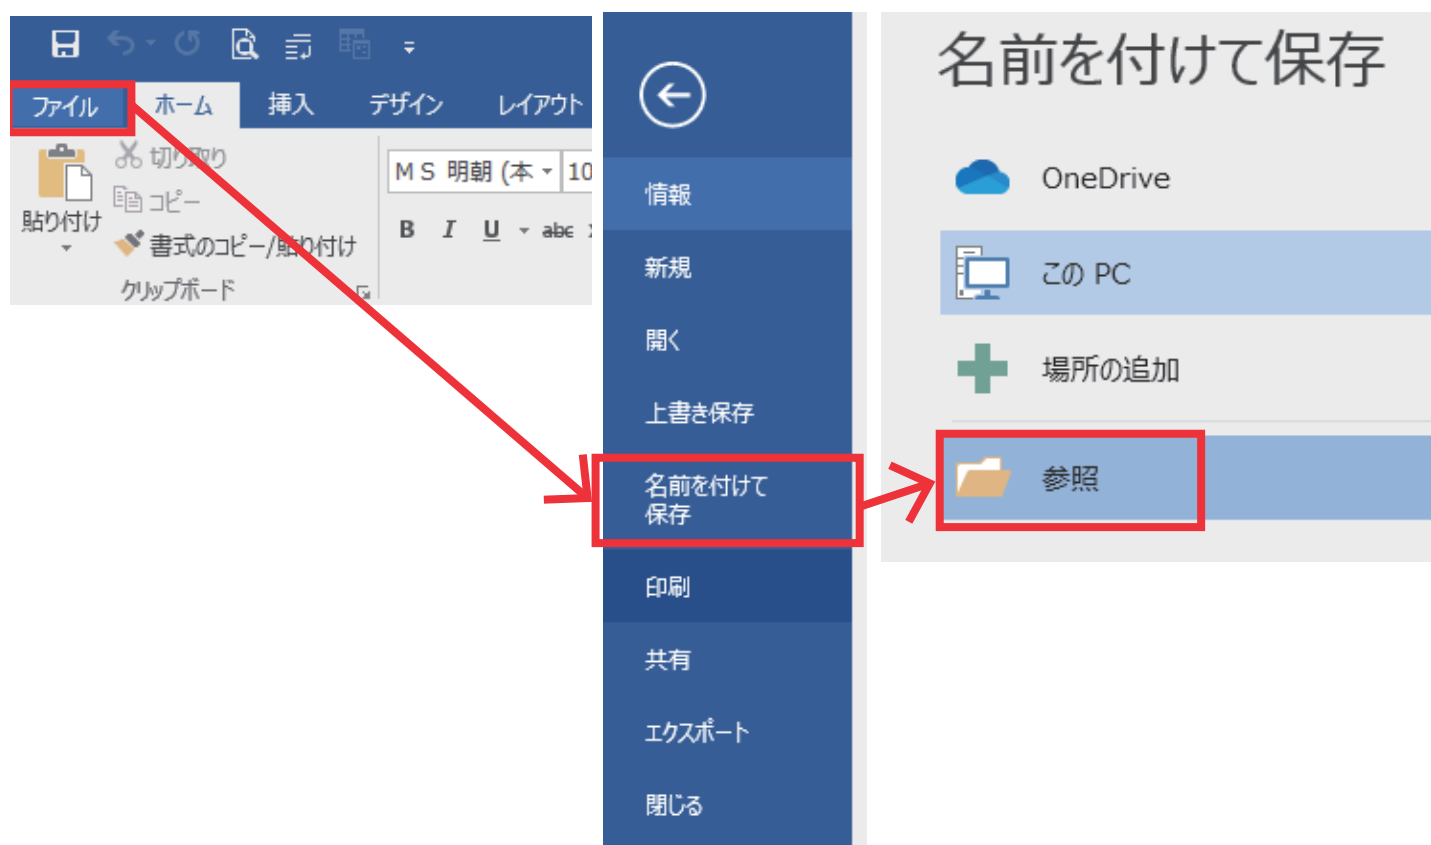 ファイル
ホーム
挿入
デザイン
レイアウト
貼り付け
切り取り
コピー
書式のコピー/貼り付け
クリップボード
ＭＳ 明朝 (本
10
B I U abc
情報
新規
開く
上書き保存
名前を付けて
保存
印刷
共有
エクスポート
閉じる
名前を付けて保存
OneDrive
この PC
場所の追加
参照